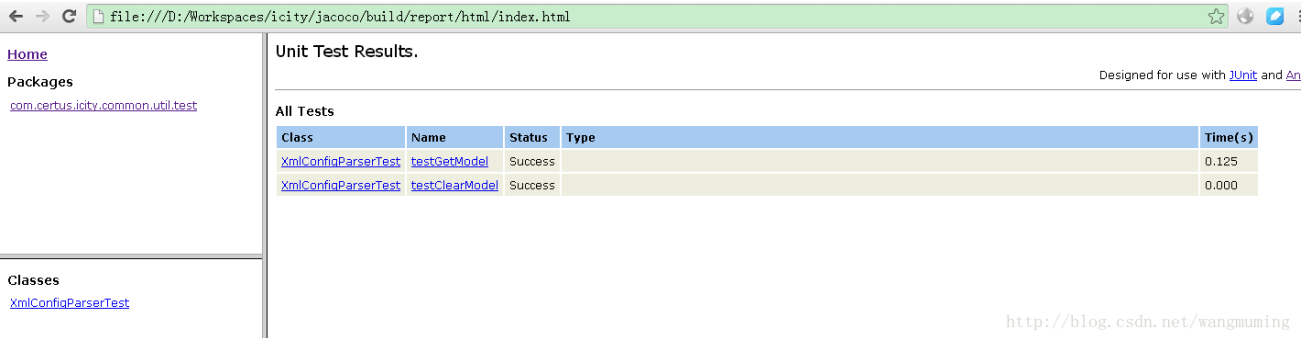 file:///D:/Workspaces/icity/jacoco/build/report/html/index.html
Home
Packages
com.certus.icity.common.util.test
Classes
XmlConfigParserTest
Unit Test Results.
Designed for use with JUnit and An
All Tests
Class Name Status Type Time(s)
XmlConfigParserTest testGetModel Success 0.125
XmlConfigParserTest testClearModel Success 0.000
http://blog.csdn.net/wangmuming